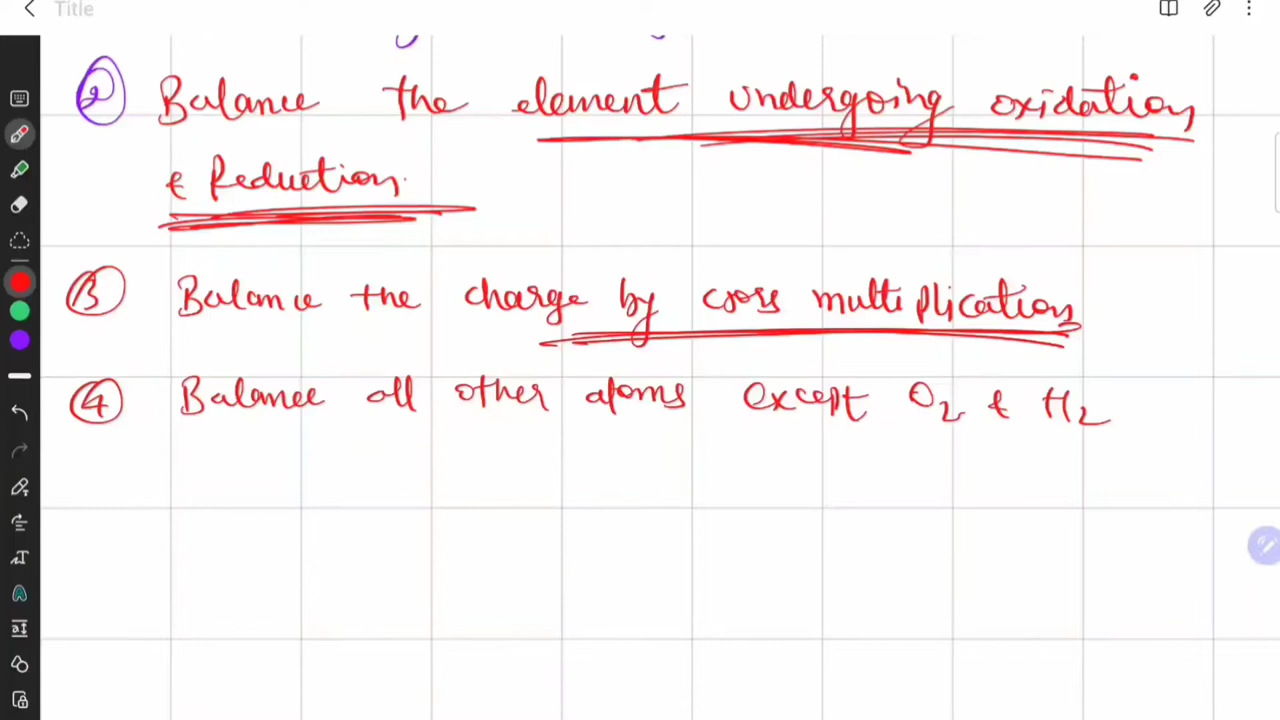 Title
② Balance the element undergoing oxidation
& Reduction.
③ Balance the charge by cross multiplication
④ Balance all other atoms except O2 & H2